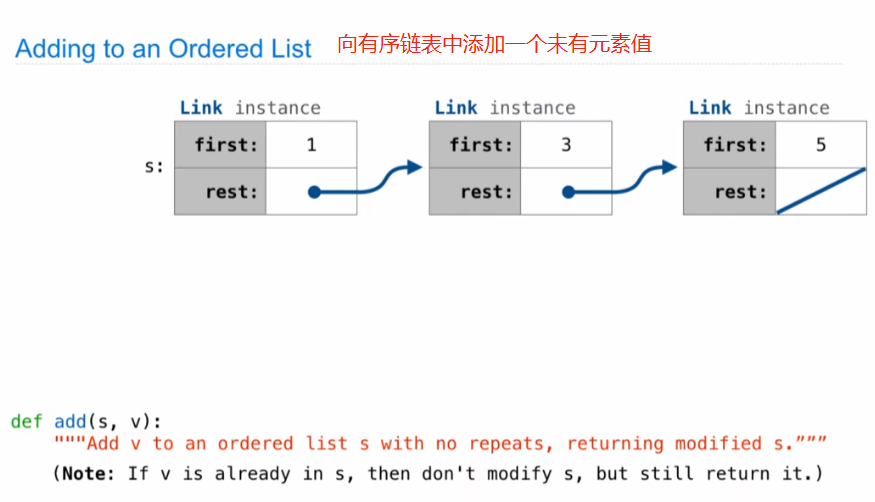 Adding to an Ordered List 向有序链表中添加一个未有元素值
Link instance Link instance Link instance
s: first: 1 first: 3 first: 5
rest: rest: rest:
def add(s, v):
"""Add v to an ordered list s with no repeats, returning modified s.”””
(Note: If v is already in s, then don't modify s, but still return it.)